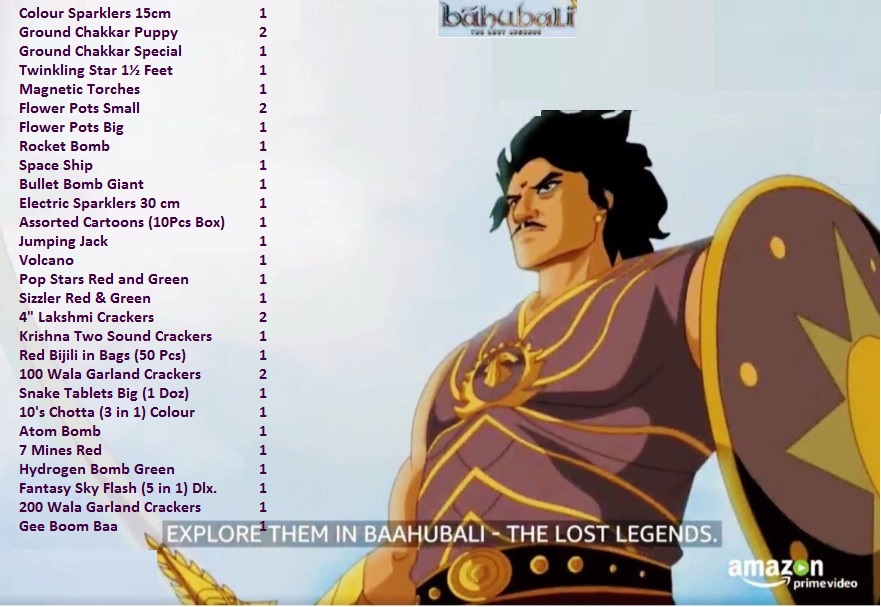 Colour Sparklers 15cm 1
Ground Chakkar Puppy 2
Ground Chakkar Special 1
Twinkling Star 1½ Feet 1
Magnetic Torches 1
Flower Pots Small 2
Flower Pots Big 1
Rocket Bomb 1
Space Ship 1
Bullet Bomb Giant 1
Electric Sparklers 30 cm 1
Assorted Cartoons (10Pcs Box) 1
Jumping Jack 1
Volcano 1
Pop Stars Red and Green 1
Sizzler Red & Green 1
4" Lakshmi Crackers 2
Krishna Two Sound Crackers 1
Red Bijili in Bags (50 Pcs) 1
100 Wala Garland Crackers 2
Snake Tablets Big (1 Doz) 1
10's Chotta (3 in 1) Colour 1
Atom Bomb 1
7 Mines Red 1
Hydrogen Bomb Green 1
Fantasy Sky Flash (5 in 1) Dlx. 1
200 Wala Garland Crackers 1
Gee Boom Baa 1
bāhubali
THE LOST LEGENDS
EXPLORE THEM IN BAAHUBALI - THE LOST LEGENDS.
amazon
prime video